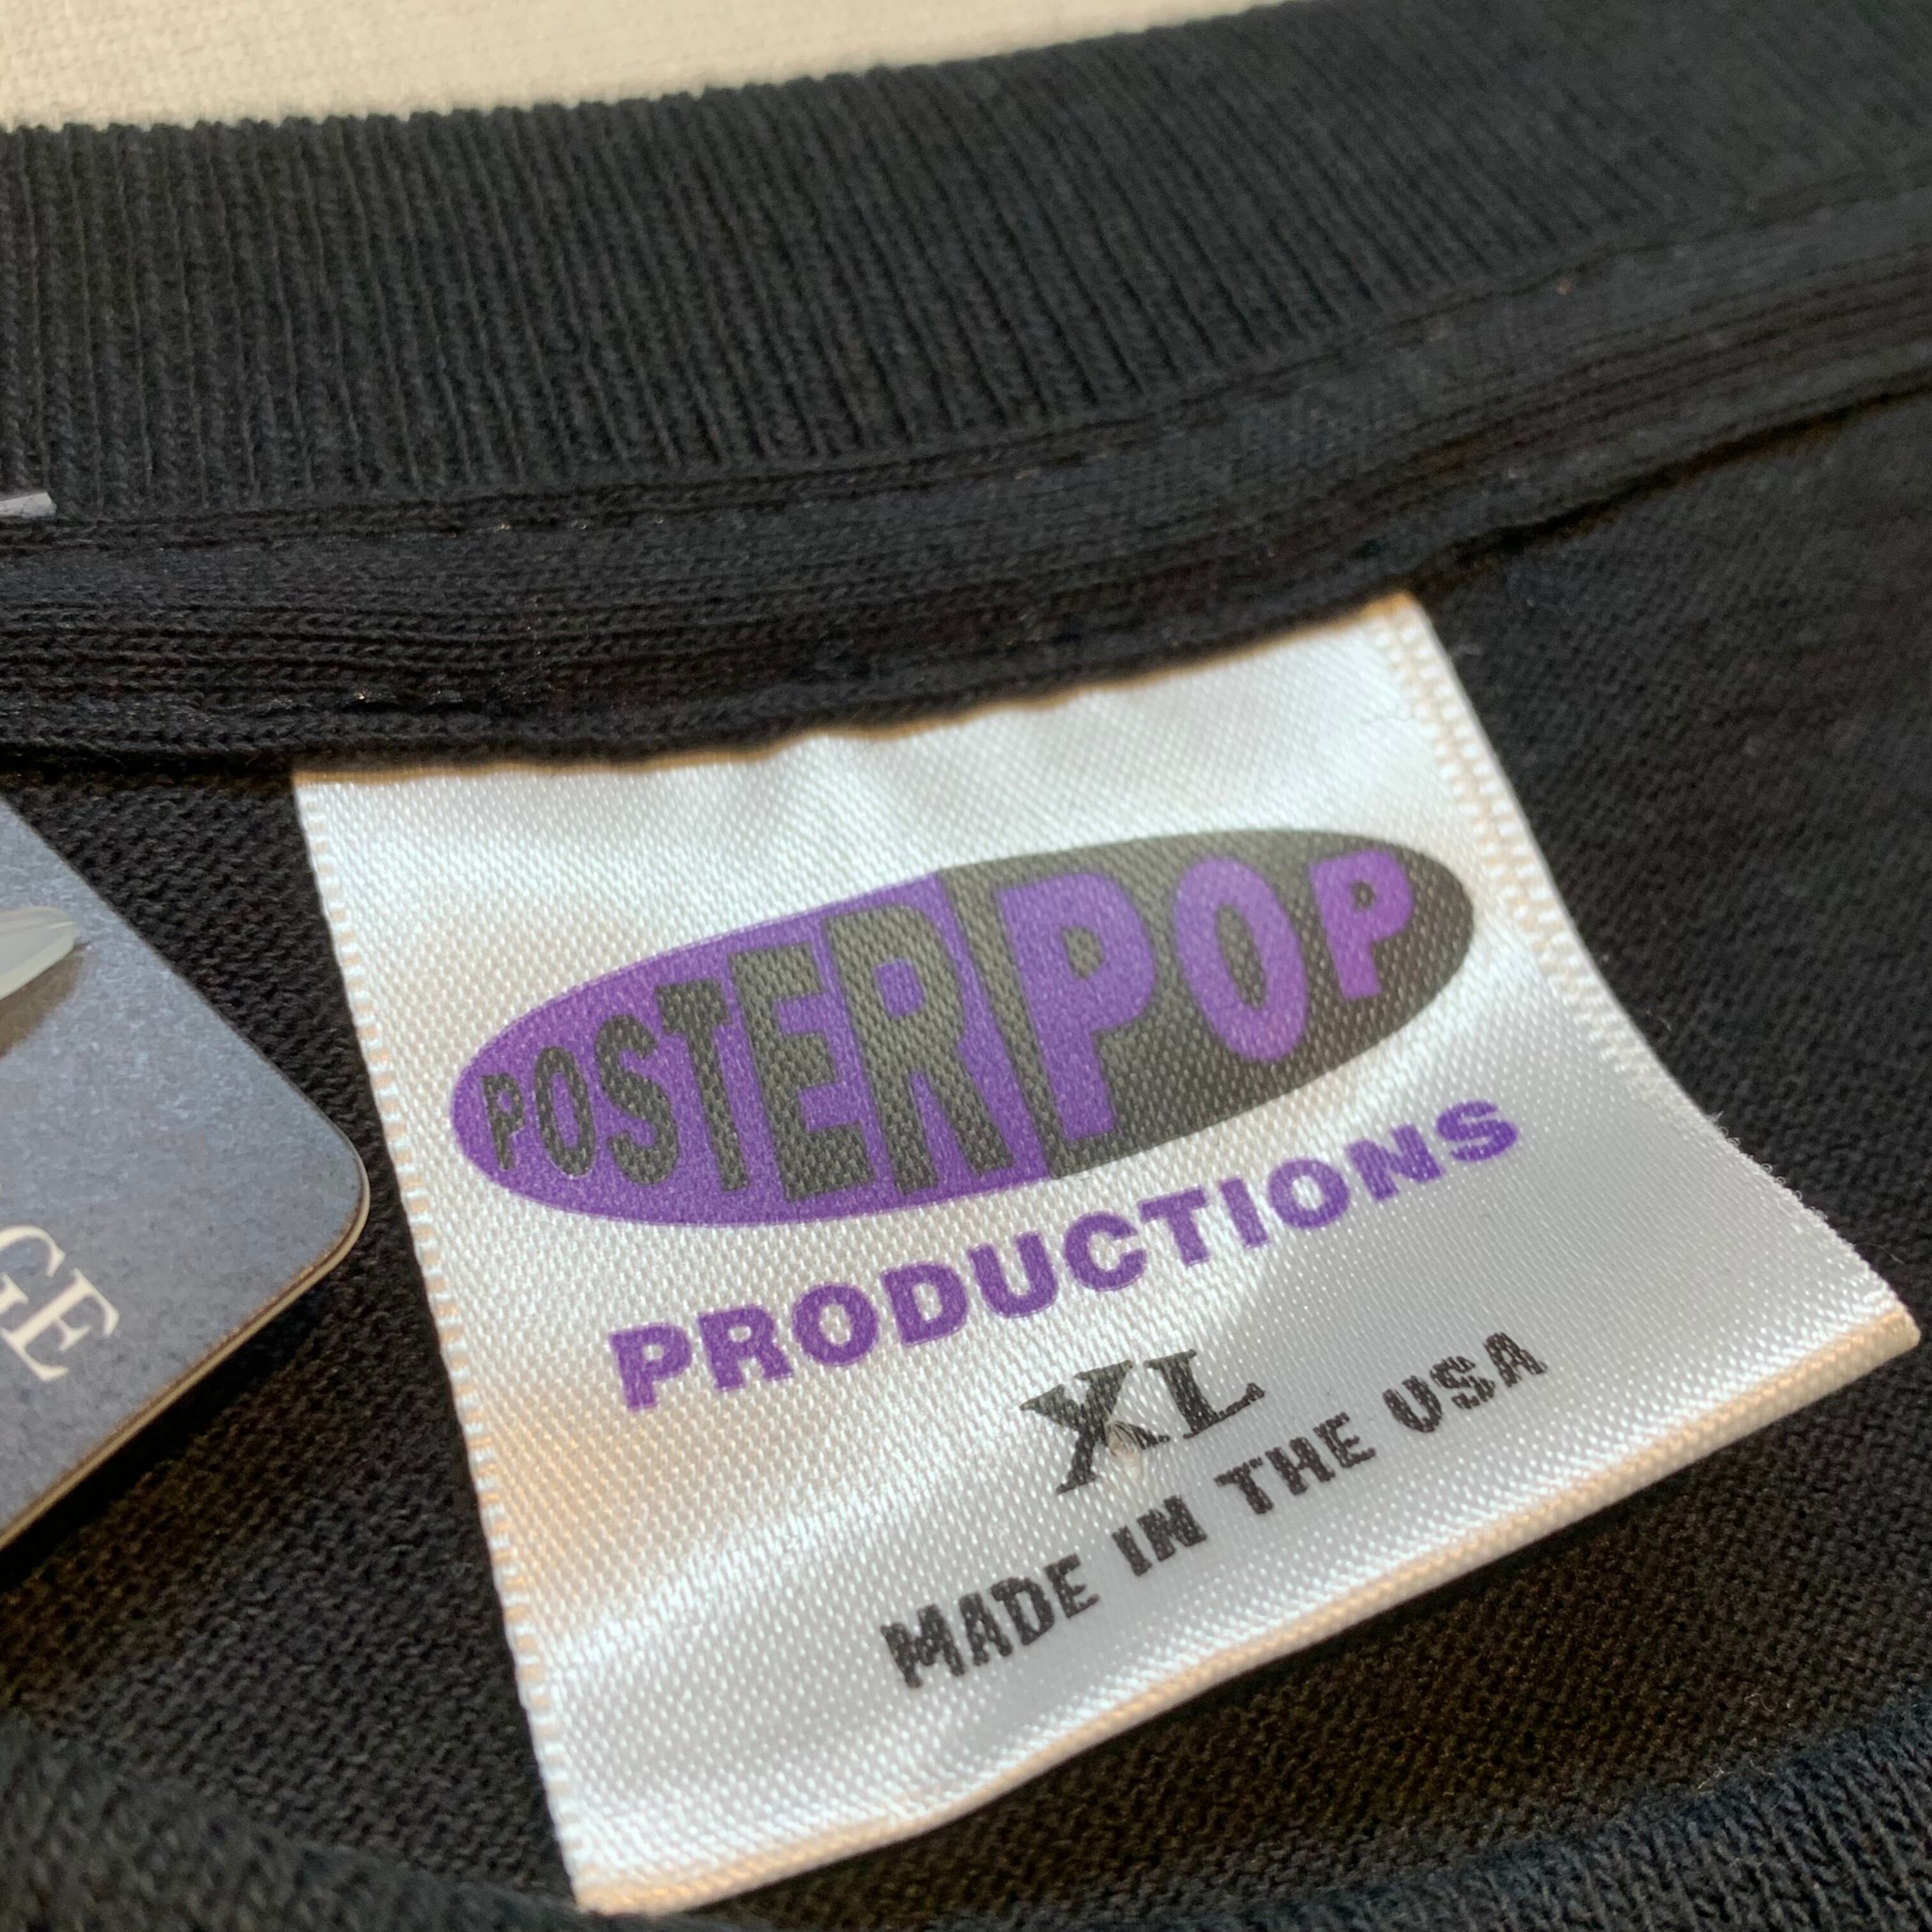 POSTERPOP
PRODUCTIONS
XL
MADE IN THE USA